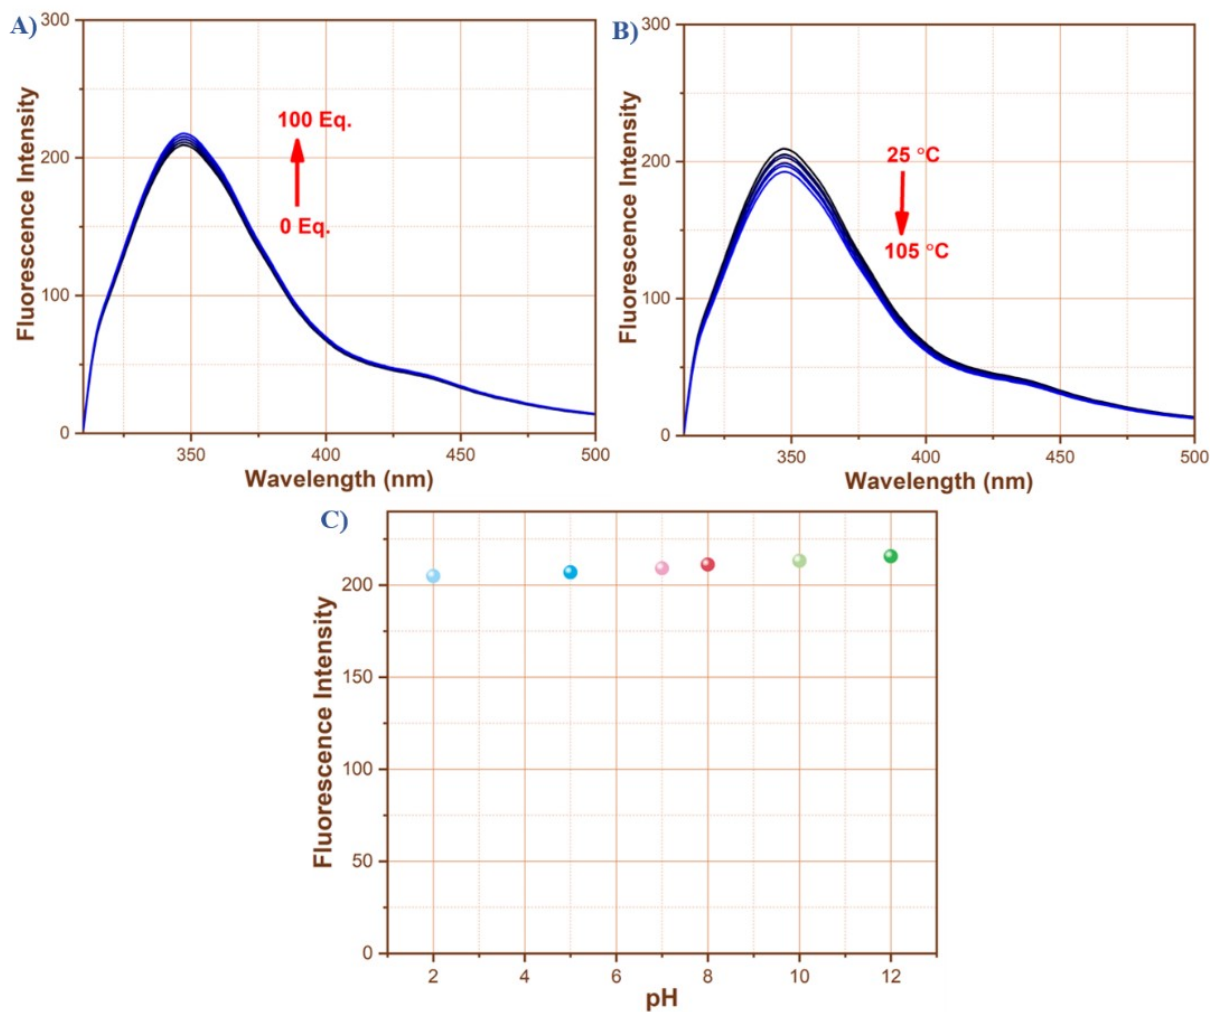 A)
300
200
100
0
Fluorescence Intensity
100 Eq.
0 Eq.
350
400
450
500
Wavelength (nm)
B)
300
200
100
0
Fluorescence Intensity
25 °C
105 °C
350
400
450
500
Wavelength (nm)
C)
200
150
100
50
0
Fluorescence Intensity
2
4
6
8
10
12
pH